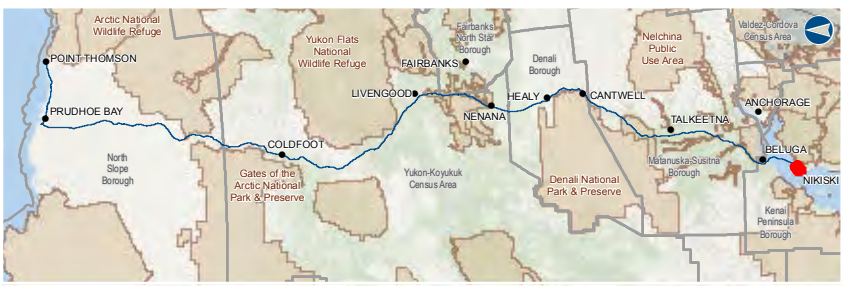 Arctic National
Wildlife Refuge
POINT THOMSON
PRUDHOE BAY
North
Slope
Borough
COLDFOOT
Gates of the
Arctic National
Park & Preserve
Yukon Flats
National
Wildlife Refuge
LIVENGOOD
Yukon-Koyukuk
Census Area
Fairbanks
North Star
Borough
FAIRBANKS
NENANA
Denali
Borough
HEALY
CANTWELL
Denali National
Park & Preserve
Nelchina
Public
Use Area
TALKEETNA
Matanuska-Susitna
Borough
Valdez-Cordova
Census Area
ANCHORAGE
BELUGA
NIKISKI
Kenai
Peninsula
Borough